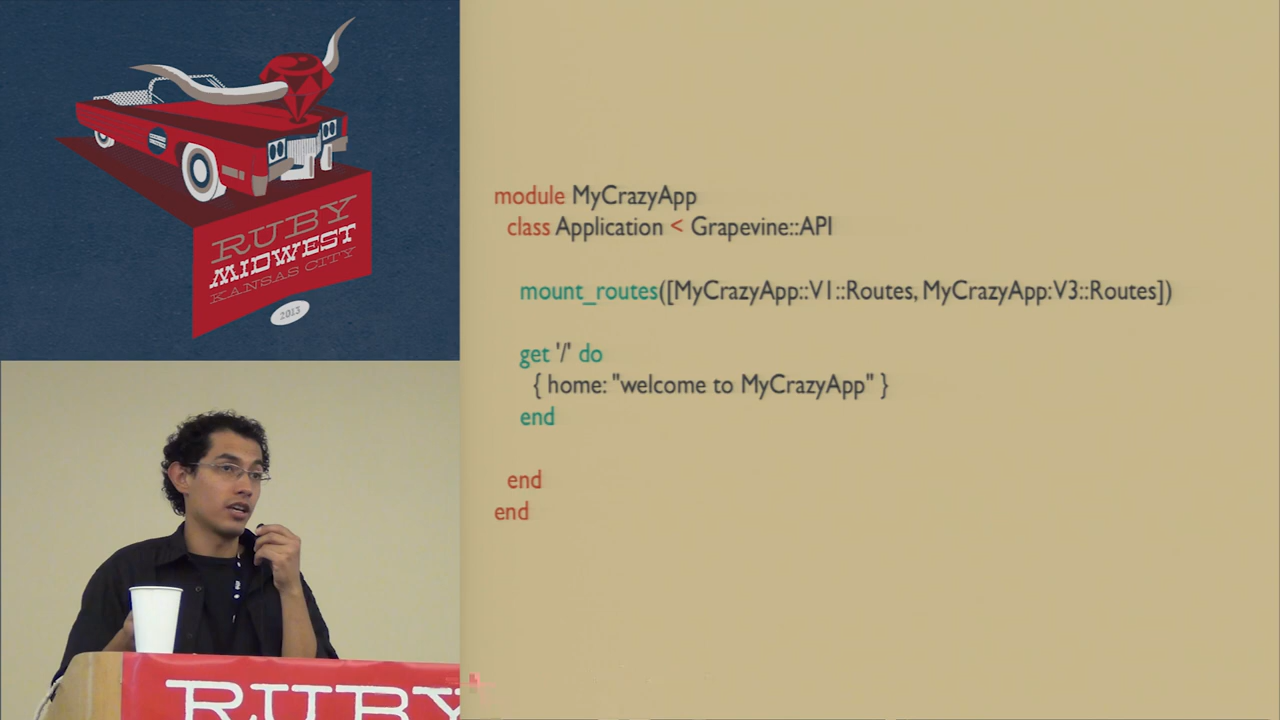 RUBY
MIDWEST
KANSAS CITY
2013
module MyCrazyApp
class Application < Grapevine::API
mount_routes([MyCrazyApp::V1::Routes, MyCrazyApp:V3::Routes])
get '/' do
{ home: "welcome to MyCrazyApp" }
end
end
end
RUBY